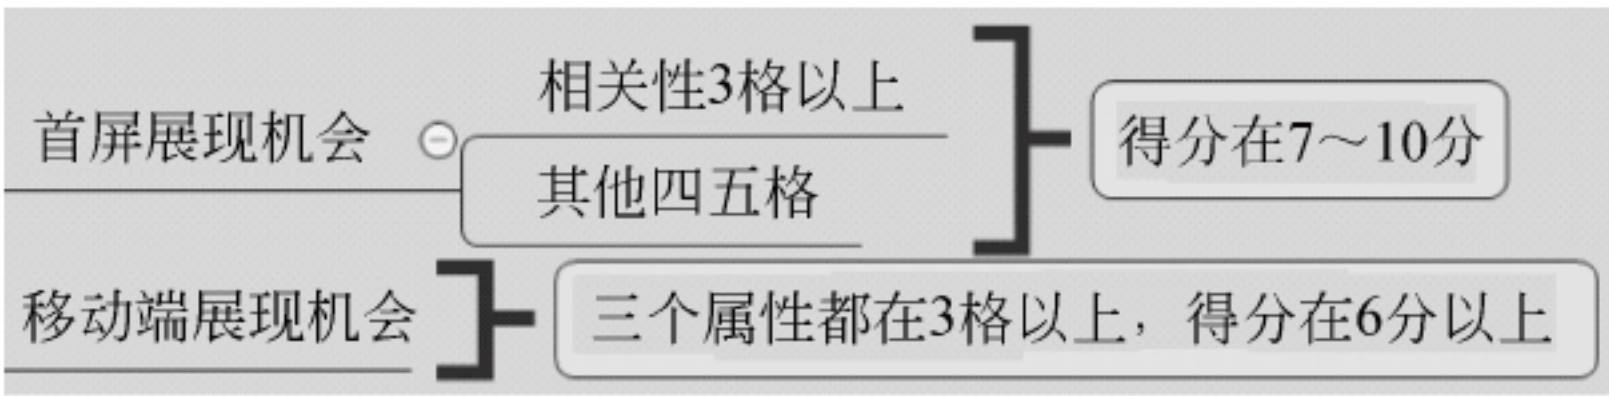 首屏展现机会
相关性3格以上
其他四五格
得分在7～10分
移动端展现机会
三个属性都在3格以上，得分在6分以上